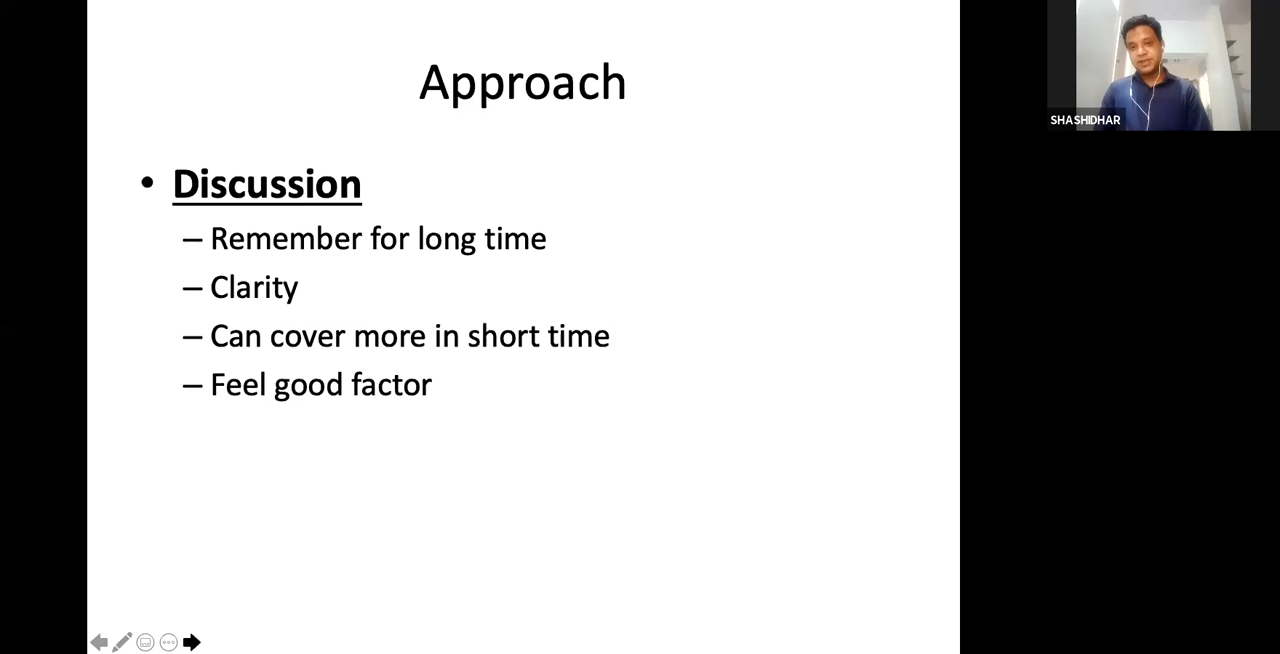 Approach
• Discussion
– Remember for long time
– Clarity
– Can cover more in short time
– Feel good factor
SHASHIDHAR